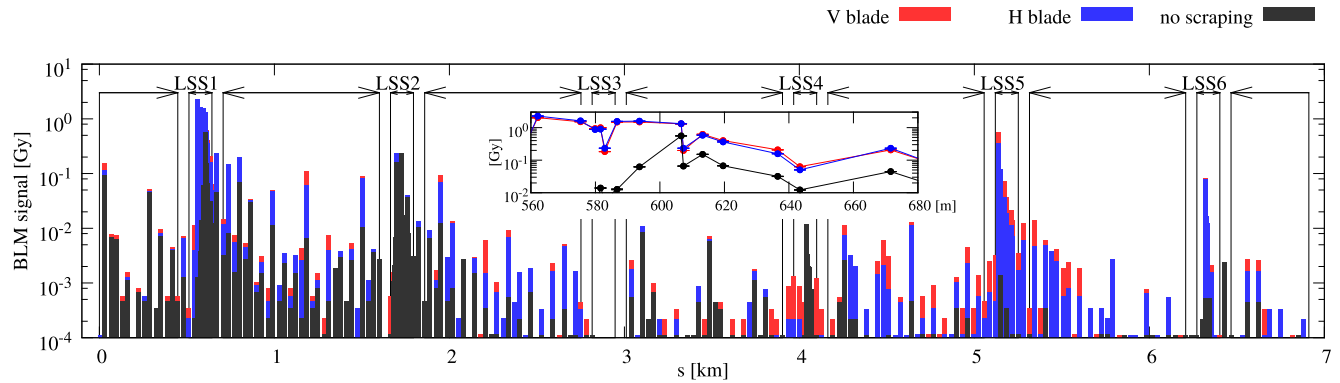 V blade H blade no scraping
BLM signal [Gy]
10^1
10^0
10^-1
10^-2
10^-3
10^-4
LSS1 LSS2 LSS3 LSS4 LSS5 LSS6
[Gy]
10^0
10^-1
10^-2
560 580 600 620 640 660 680 [m]
0 1 2 3 4 5 6 7
s [km]